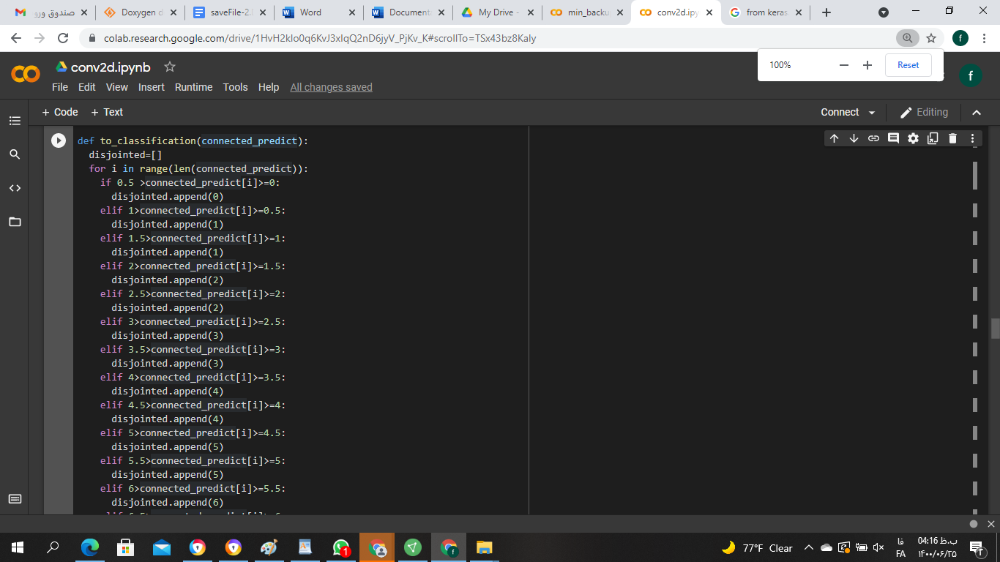 صندوق ورو
Doxygen d
saveFile-2.
Word
Documenta
My Drive -
min_backu
conv2d.ipy
from keras
colab.research.google.com/drive/1HvH2klo0q6KvJ3xIqQ2nD6jyV_PjKv_K#scrollTo=TSx43bz8KaIy
f
100%
Reset
conv2d.ipynb
f
File Edit View Insert Runtime Tools Help All changes saved
+ Code + Text
Connect
Editing
def to_classification(connected_predict):
disjointed=[]
for i in range(len(connected_predict)):
if 0.5 >connected_predict[i]>=0:
disjointed.append(0)
elif 1>connected_predict[i]>=0.5:
disjointed.append(1)
elif 1.5>connected_predict[i]>=1:
disjointed.append(1)
elif 2>connected_predict[i]>=1.5:
disjointed.append(2)
elif 2.5>connected_predict[i]>=2:
disjointed.append(2)
elif 3>connected_predict[i]>=2.5:
disjointed.append(3)
elif 3.5>connected_predict[i]>=3:
disjointed.append(3)
elif 4>connected_predict[i]>=3.5:
disjointed.append(4)
elif 4.5>connected_predict[i]>=4:
disjointed.append(4)
elif 5>connected_predict[i]>=4.5:
disjointed.append(5)
elif 5.5>connected_predict[i]>=5:
disjointed.append(5)
elif 6>connected_predict[i]>=5.5:
disjointed.append(6)
1
f
77°F Clear
فا
FA
04:16 ب.ظ
۱۴۰۰/۰۶/۲۵